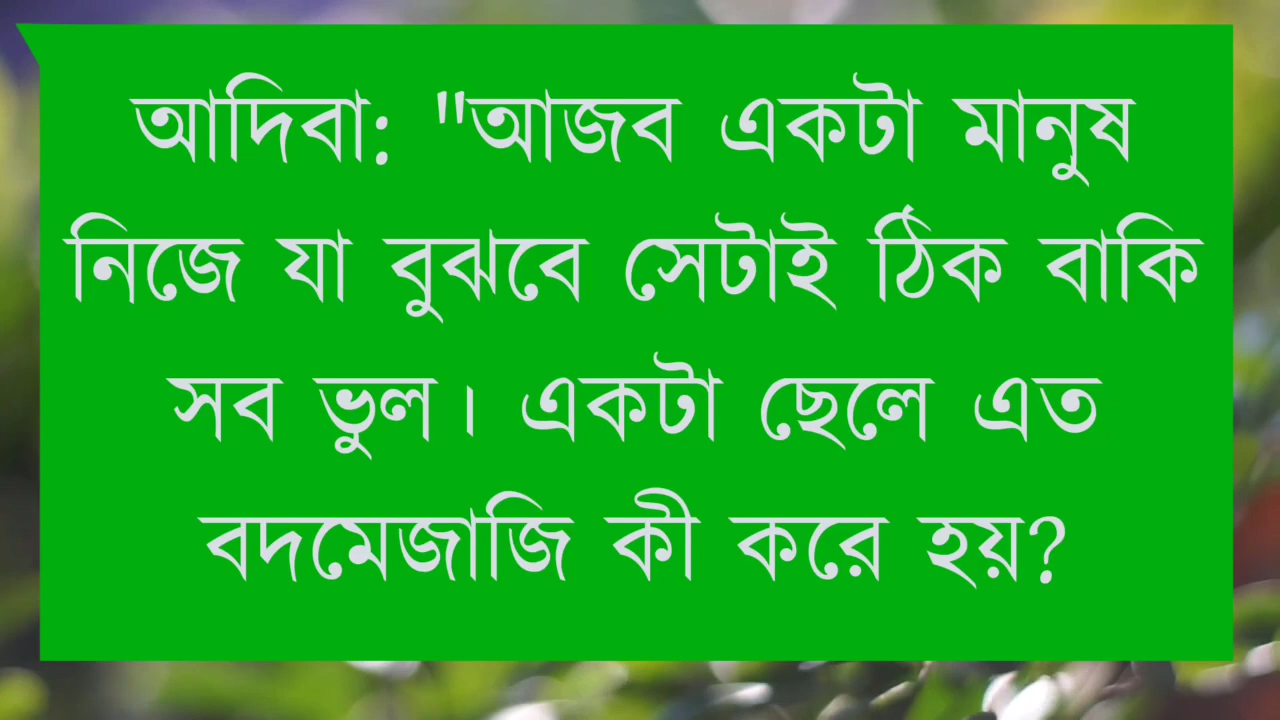 আদিবা: "আজব একটা মানুষ
নিজে যা বুঝবে সেটাই ঠিক বাকি
সব ভুল। একটা ছেলে এত
বদমেজাজি কী করে হয়?